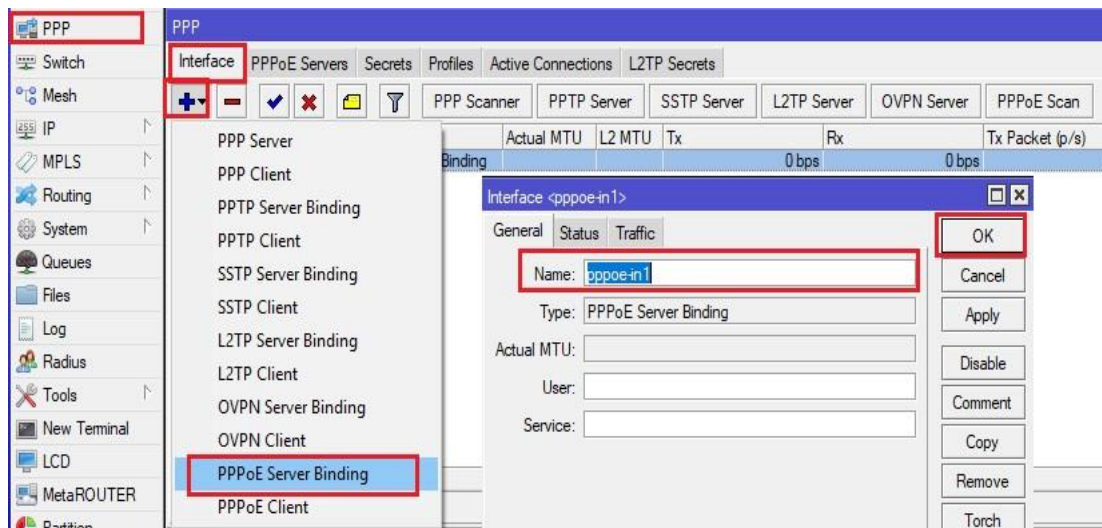 PPP
Switch
Mesh
IP
MPLS
Routing
System
Queues
Files
Log
Radius
Tools
New Terminal
LCD
MetaROUTER
Partition
PPP
Interface PPPoE Servers Secrets Profiles Active Connections L2TP Secrets
PPP Scanner PPTP Server SSTP Server L2TP Server OVPN Server PPPoE Scan
Actual MTU L2 MTU Tx Rx Tx Packet (p/s)
Binding 0 bps 0 bps
PPP Server
PPP Client
PPTP Server Binding
PPTP Client
SSTP Server Binding
SSTP Client
L2TP Server Binding
L2TP Client
OVPN Server Binding
OVPN Client
PPPoE Server Binding
PPPoE Client
Interface <pppoe-in1>
General Status Traffic
Name: pppoe-in1
Type: PPPoE Server Binding
Actual MTU:
User:
Service:
OK
Cancel
Apply
Disable
Comment
Copy
Remove
Torch